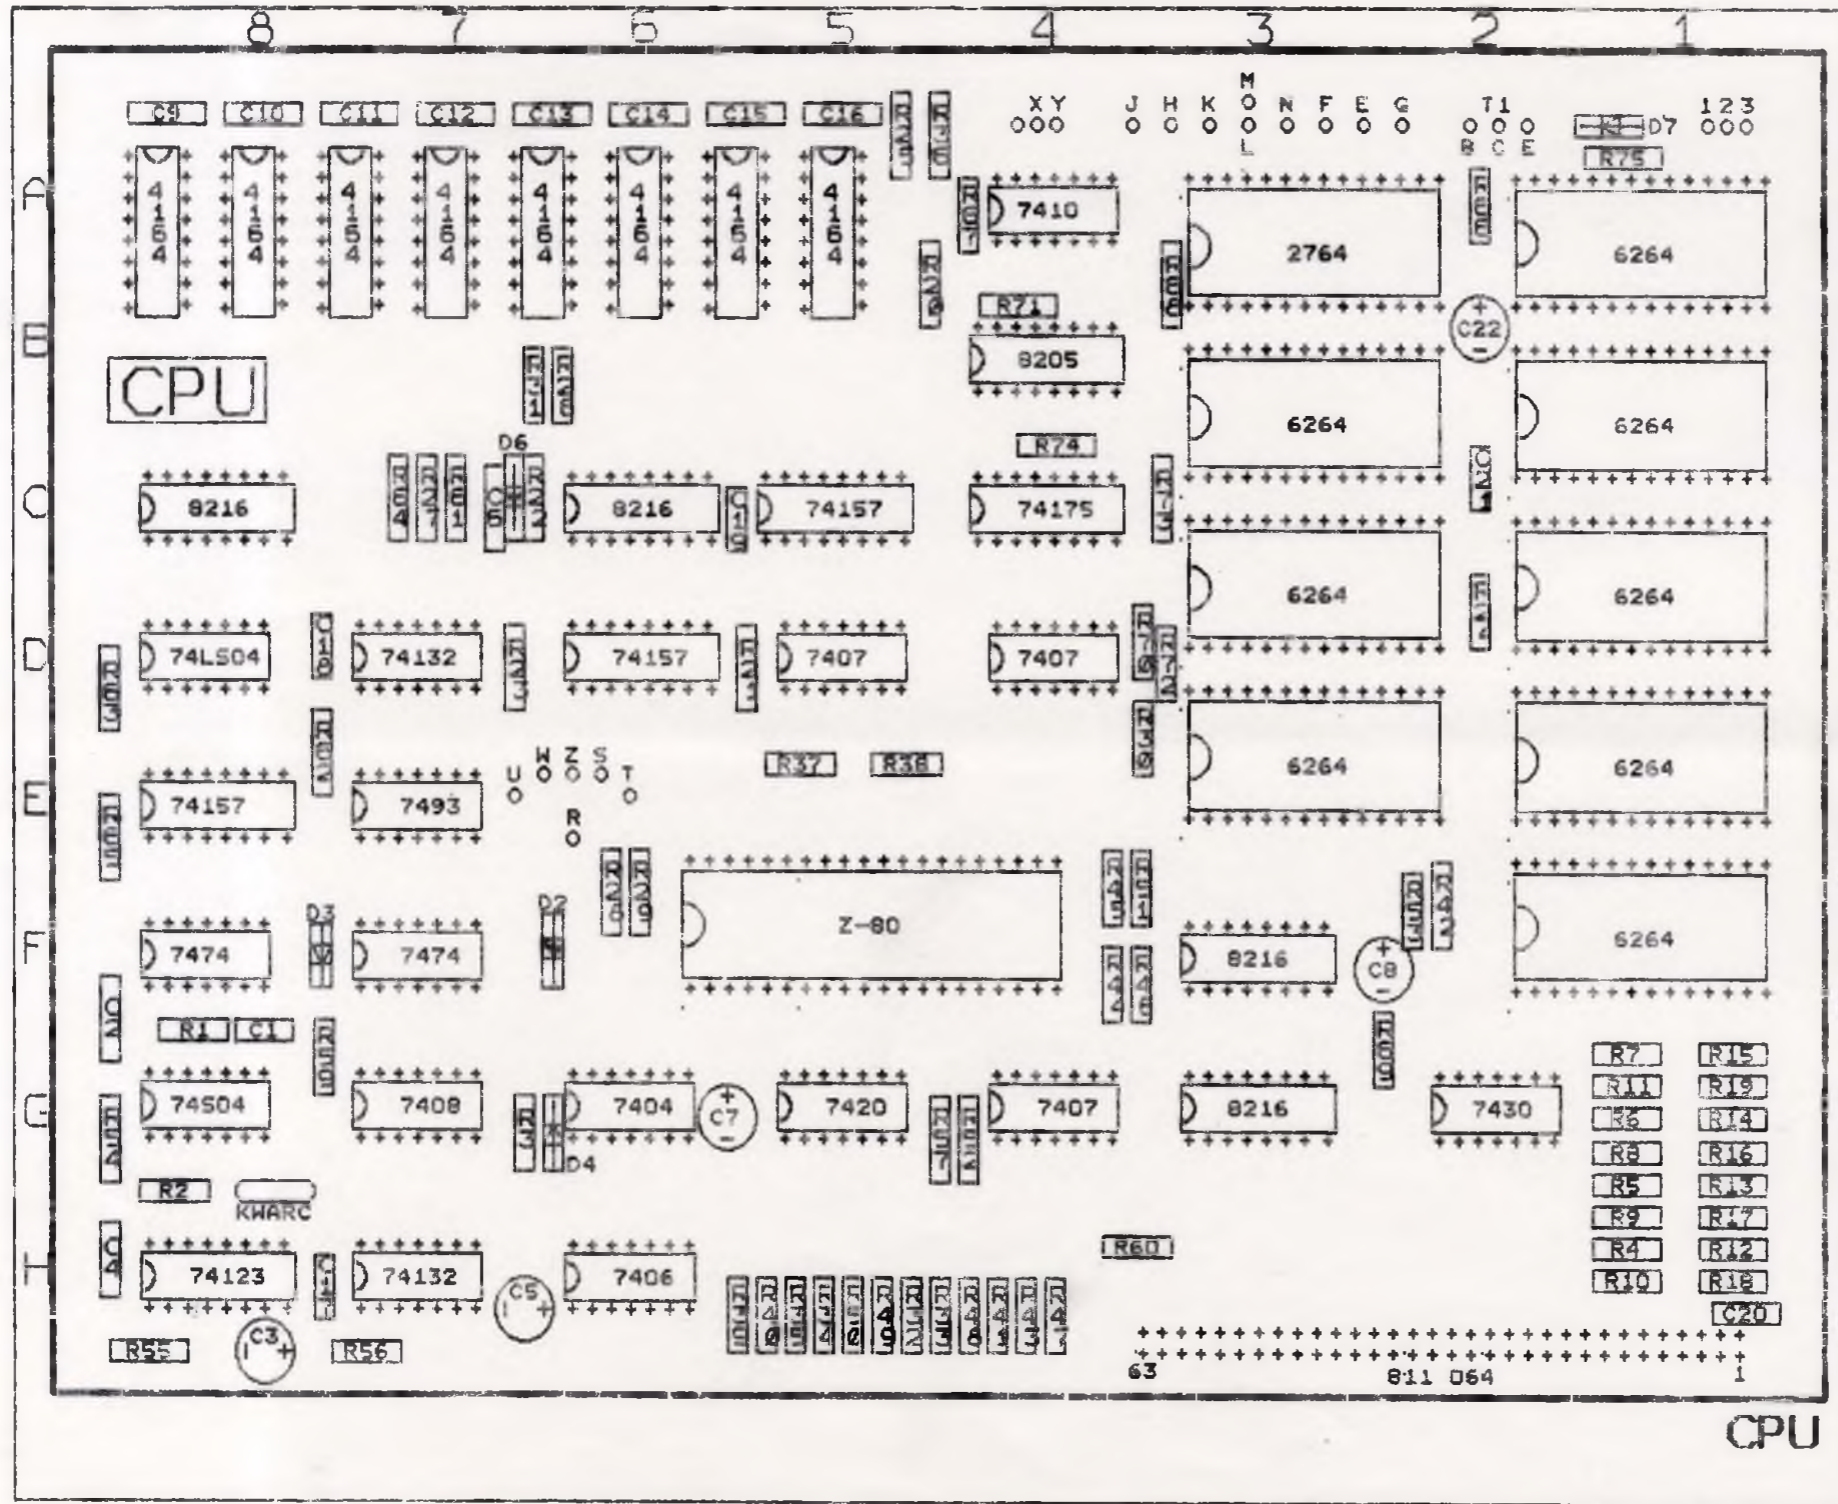 8 7 6 5 4 3 2 1
C9 C10 C11 C12 C13 C14 C15 C16
M
X Y J H K O N F E G T1 1 2 3
L B C E
D7
R75
A
4164 4164 4164 4164 4164 4164 4164 4164
7410 2764 6264
R71
C22
B
8205
CPU
6264 6264
D6
R74
C
8216 8216 74157 74175
6264 6264
D
74LS04 74132 74157 7407 7407
W Z S
U T
R37 R38
6264 6264
E
74157 7493
R
F
D3 D2
7474 7474 Z-80 8216 C8 6264
R1 C1
R7 R15
G
74S04 7408 7404 C7 7420 7407 8216 7430
R11 R19
R6 R14
D4
R8 R16
R2
R5 R13
KWARC
R9 R17
R60
R4 R12
H
74123 74132 7406
R10 R18
C5
C20
R55 C3 R56
63 811 064 1
CPU